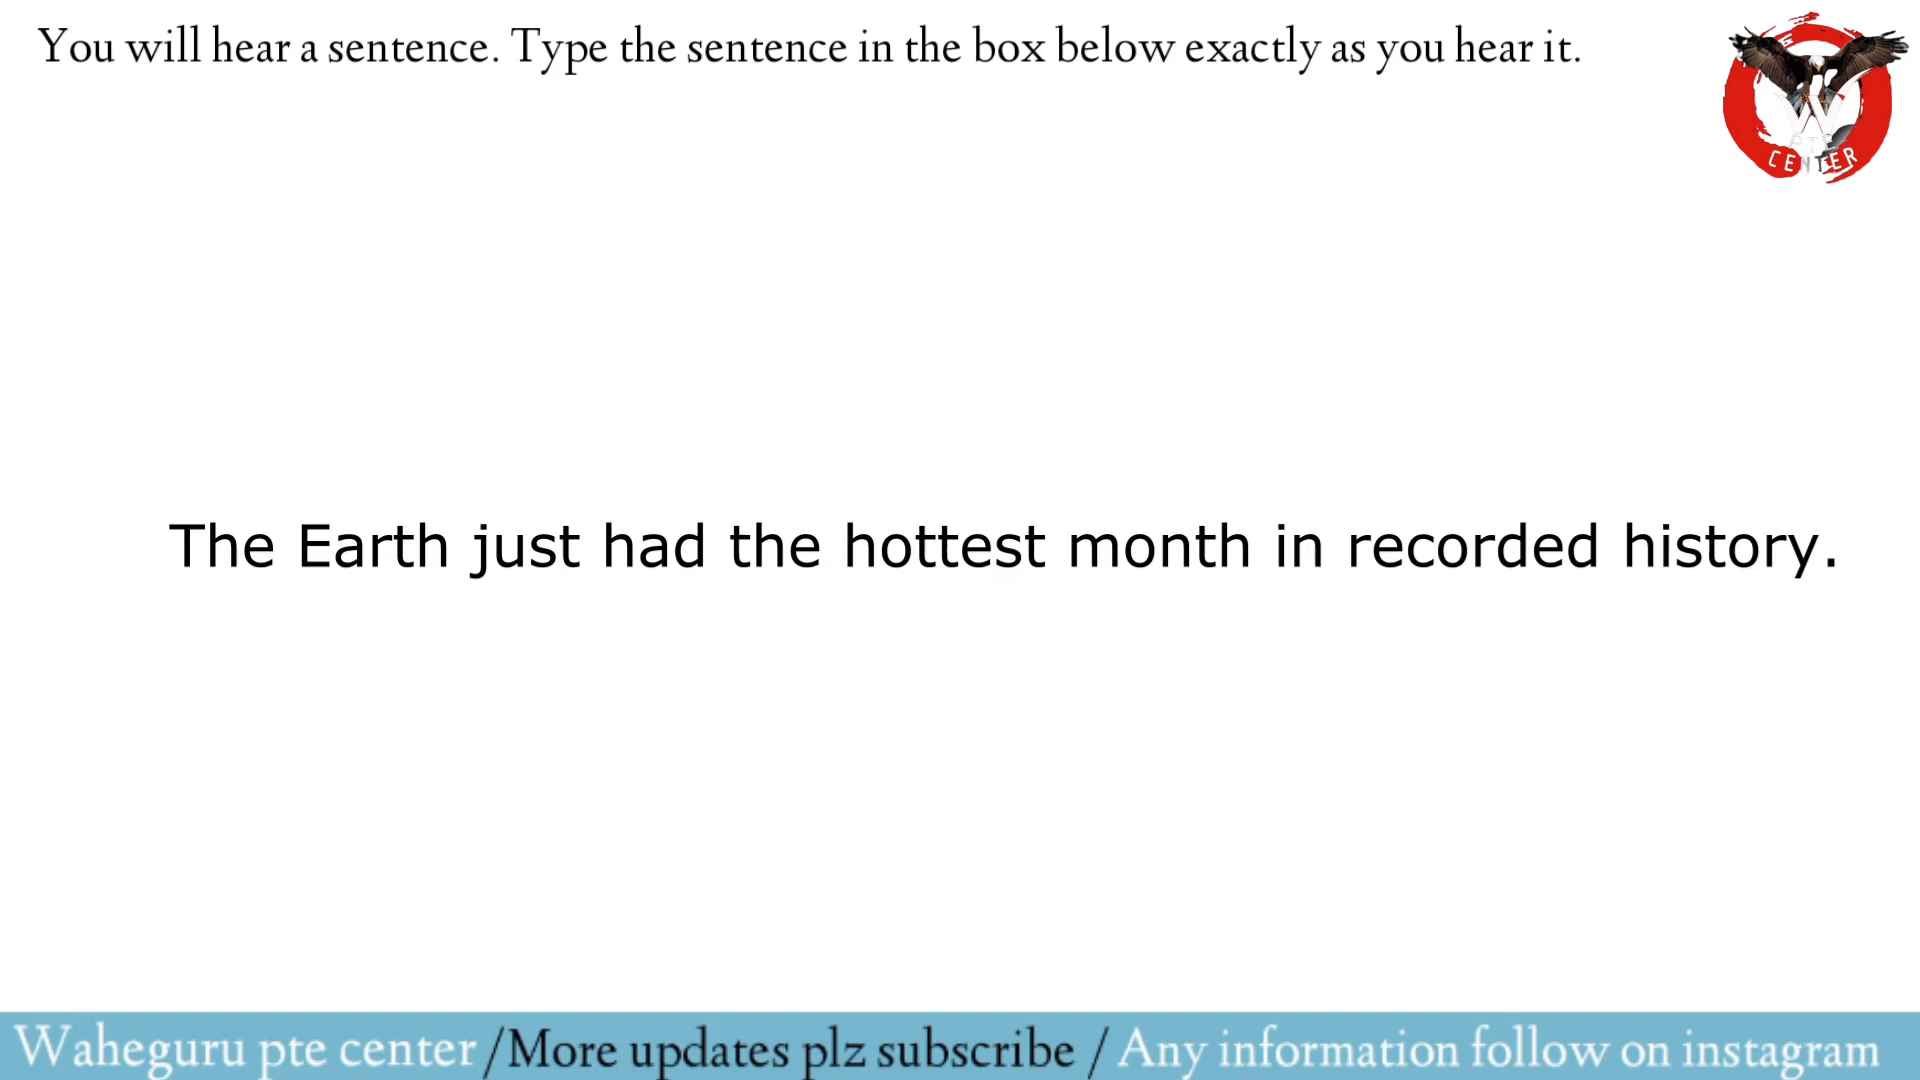 You will hear a sentence. Type the sentence in the box below exactly as you hear it.
W
PTE
CENTER
The Earth just had the hottest month in recorded history.
Waheguru pte center /More updates plz subscribe / Any information follow on instagram